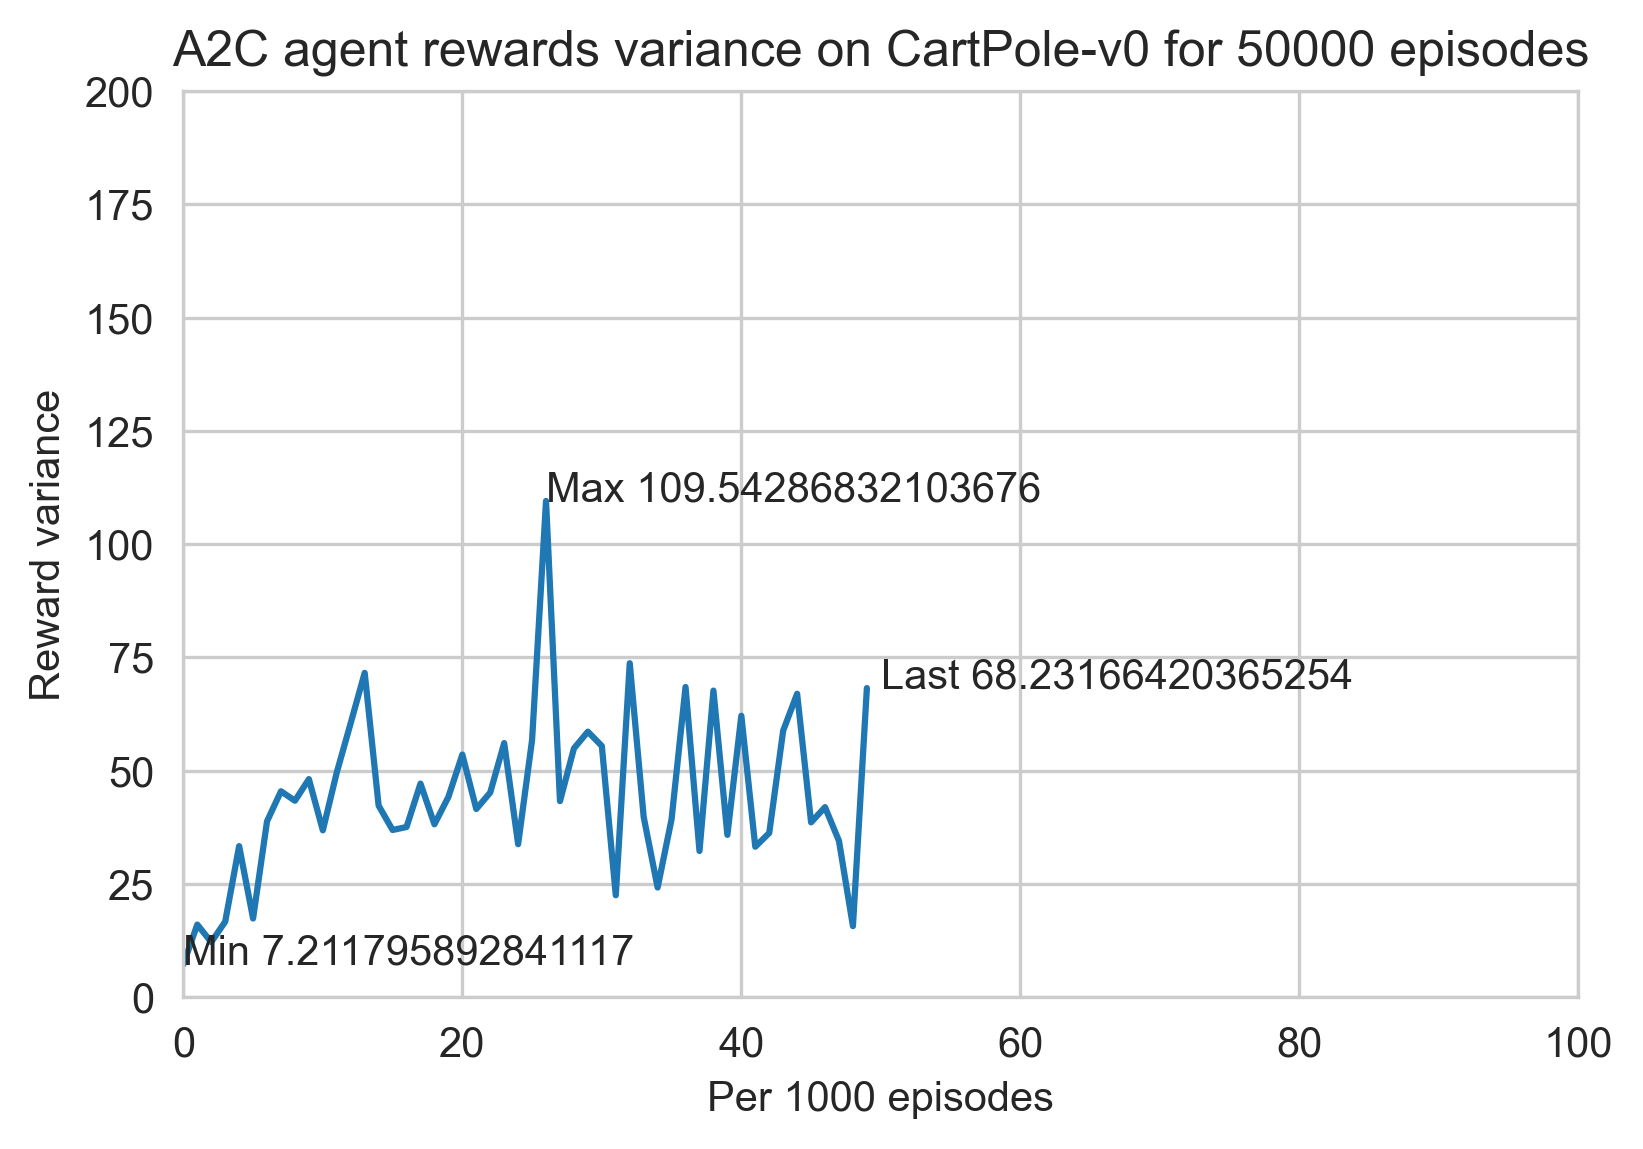 A2C agent rewards variance on CartPole-v0 for 50000 episodes
200
175
150
125
100
75
50
25
0
Reward variance
Max 109.54286832103676
Last 68.23166420365254
Min 7.2117958928411​17
0
20
40
60
80
100
Per 1000 episodes